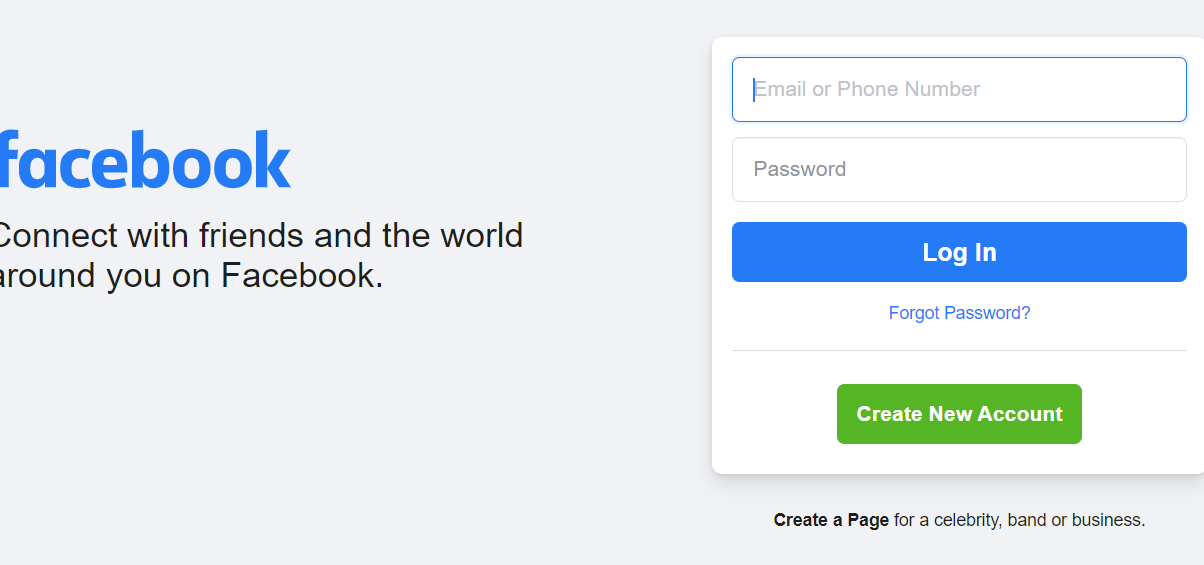 facebook
Connect with friends and the world
around you on Facebook.
Email or Phone Number
Password
Log In
Forgot Password?
Create New Account
Create a Page for a celebrity, band or business.